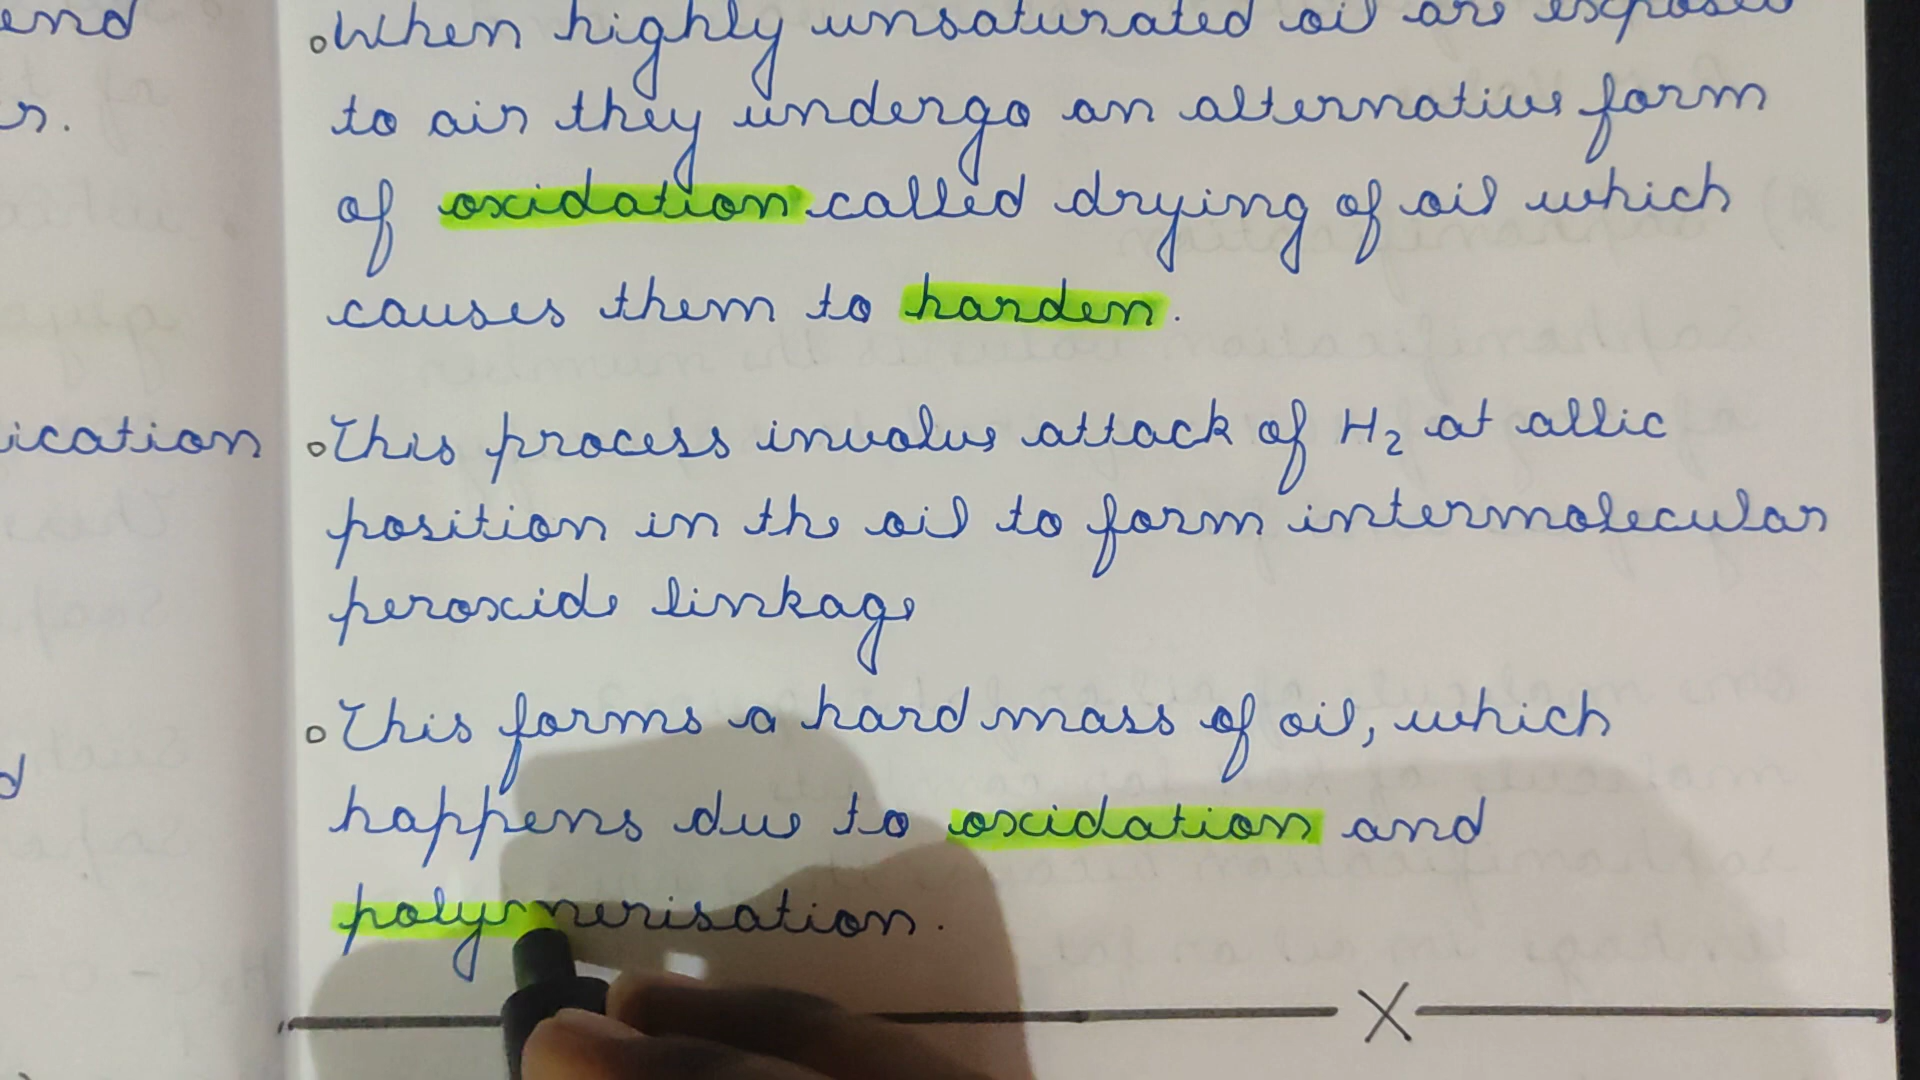 end
r.
ication
d
∘When highly unsaturated oil are exposed
to air they undergo an alternative form
of oxidation called drying of oil which
causes them to harden.
∘This process involve attack of H₂ at allic
position in the oil to form intermolecular
peroxide linkage
∘This forms a hard mass of oil, which
happens due to oxidation and
polymerisation.
X